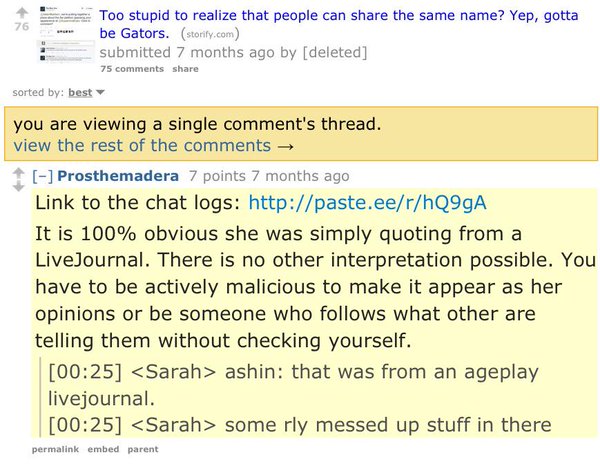 Too stupid to realize that people can share the same name? Yep, gotta
76
be Gators. (storify.com)
submitted 7 months ago by [deleted]
75 comments share
sorted by: best
you are viewing a single comment's thread.
view the rest of the comments →
[–] Prosthemadera 7 points 7 months ago
Link to the chat logs: http://paste.ee/r/hQ9gA
It is 100% obvious she was simply quoting from a
LiveJournal. There is no other interpretation possible. You
have to be actively malicious to make it appear as her
opinions or be someone who follows what other are
telling them without checking yourself.
[00:25] <Sarah> ashin: that was from an ageplay
livejournal.
[00:25] <Sarah> some rly messed up stuff in there
permalink embed parent